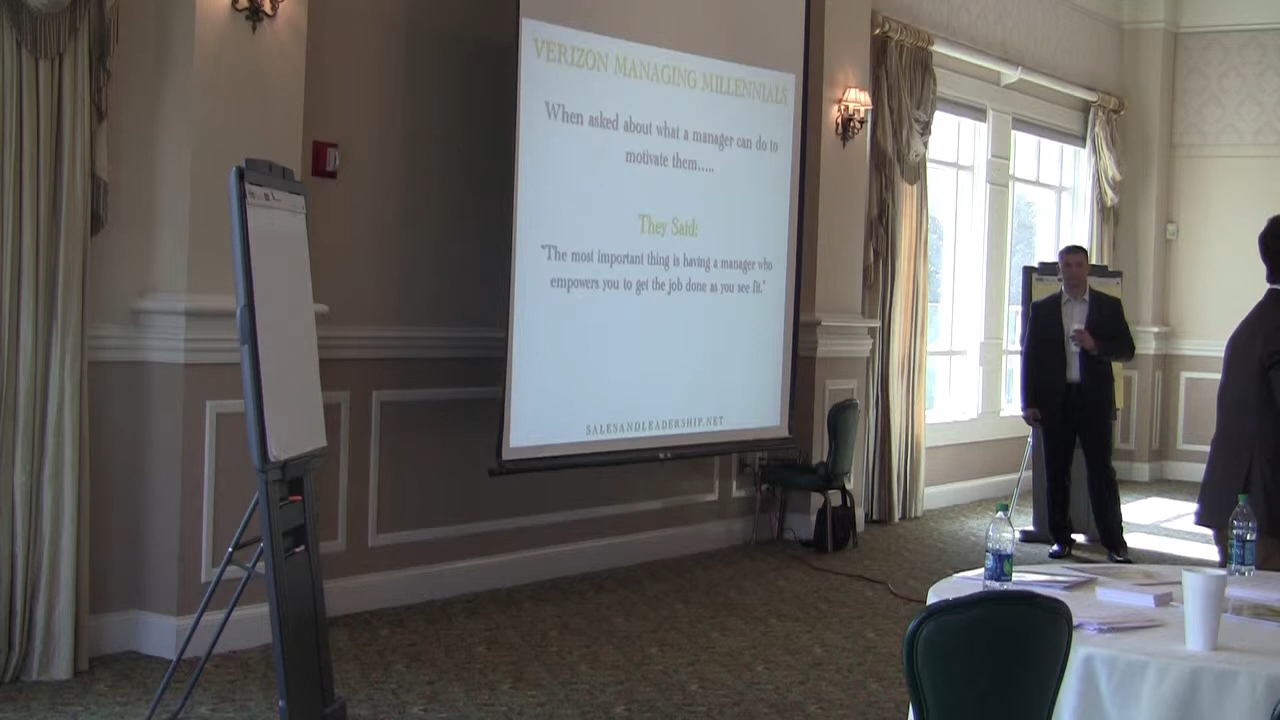 VERIZON MANAGING MILLENNIALS
When asked about what a manager can do to
motivate them.....
They Said:
"The most important thing is having a manager who
empowers you to get the job done as you see fit."
SALESANDLEADERSHIP.NET